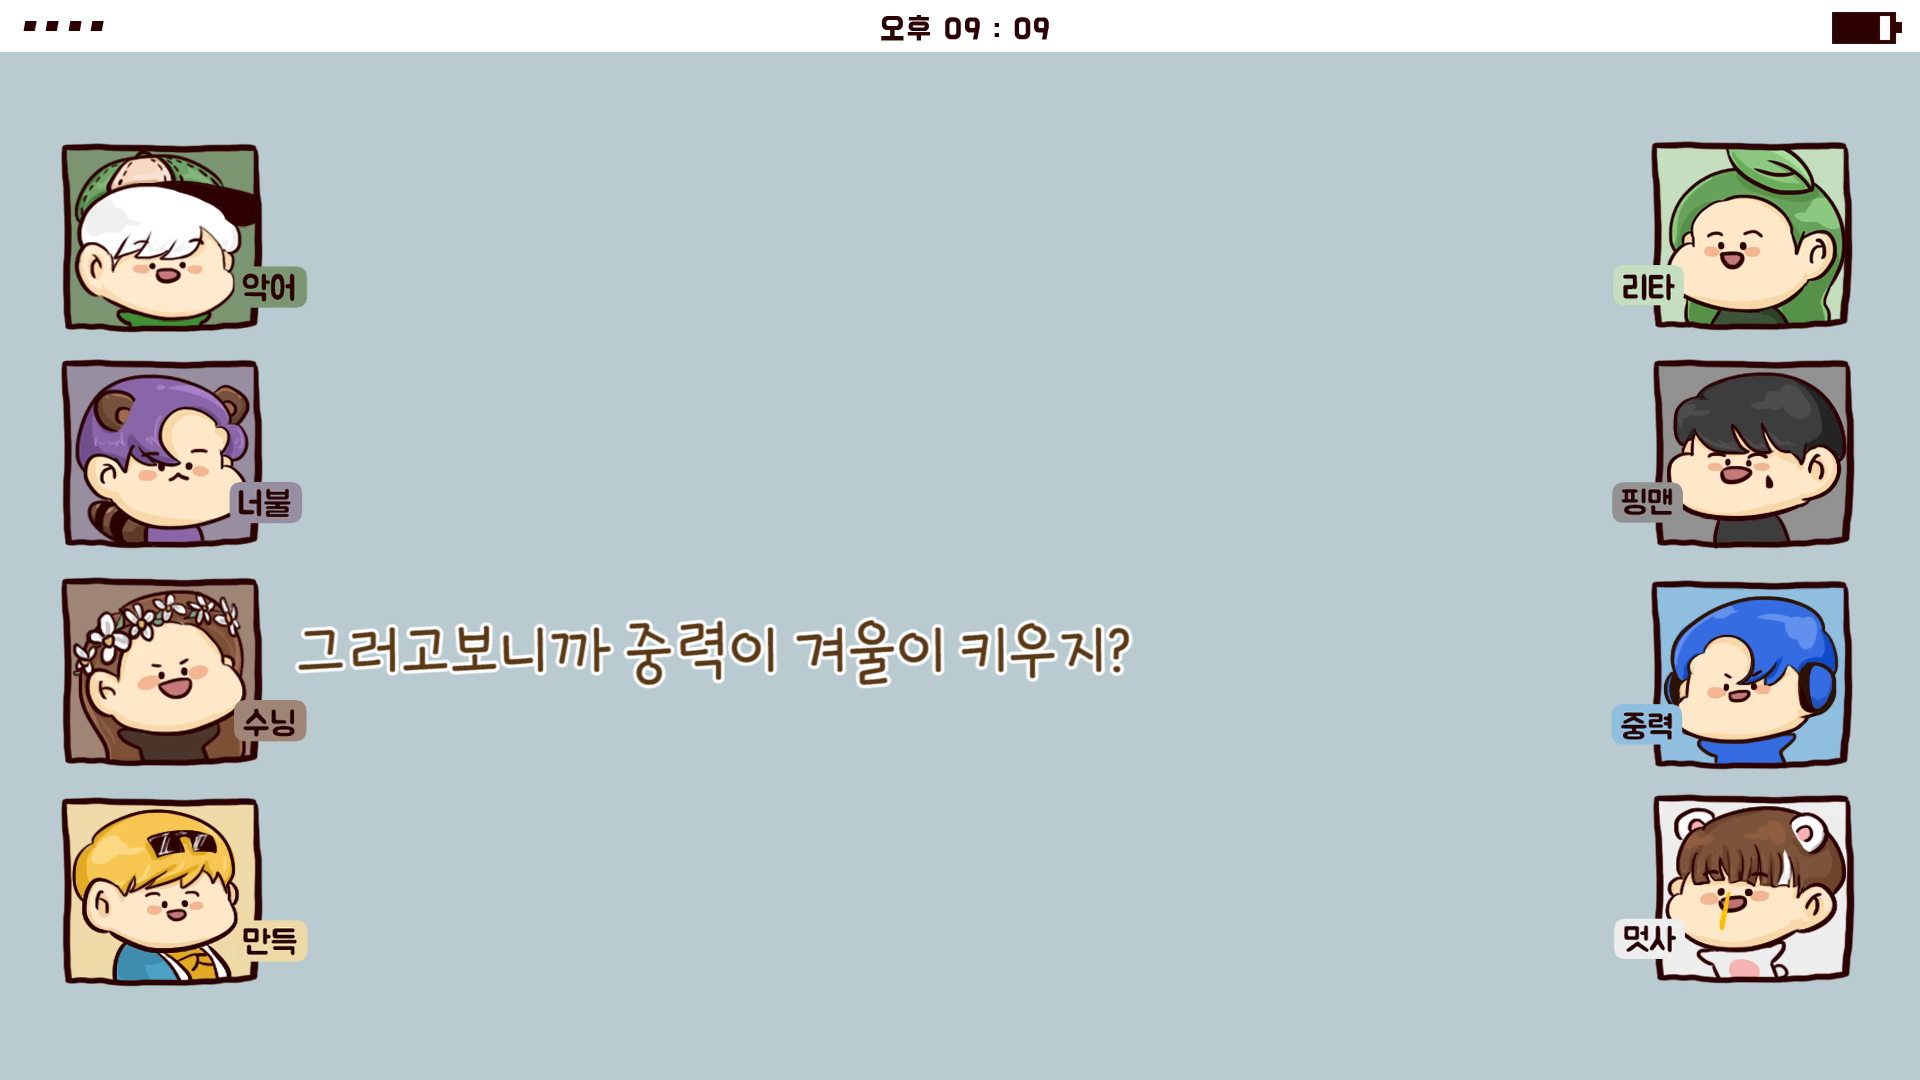 오후 09 : 09
악어
리타
너불
핑맨
그러고보니까 중력이 겨울이 키우지?
수닝
중력
만득
멋사